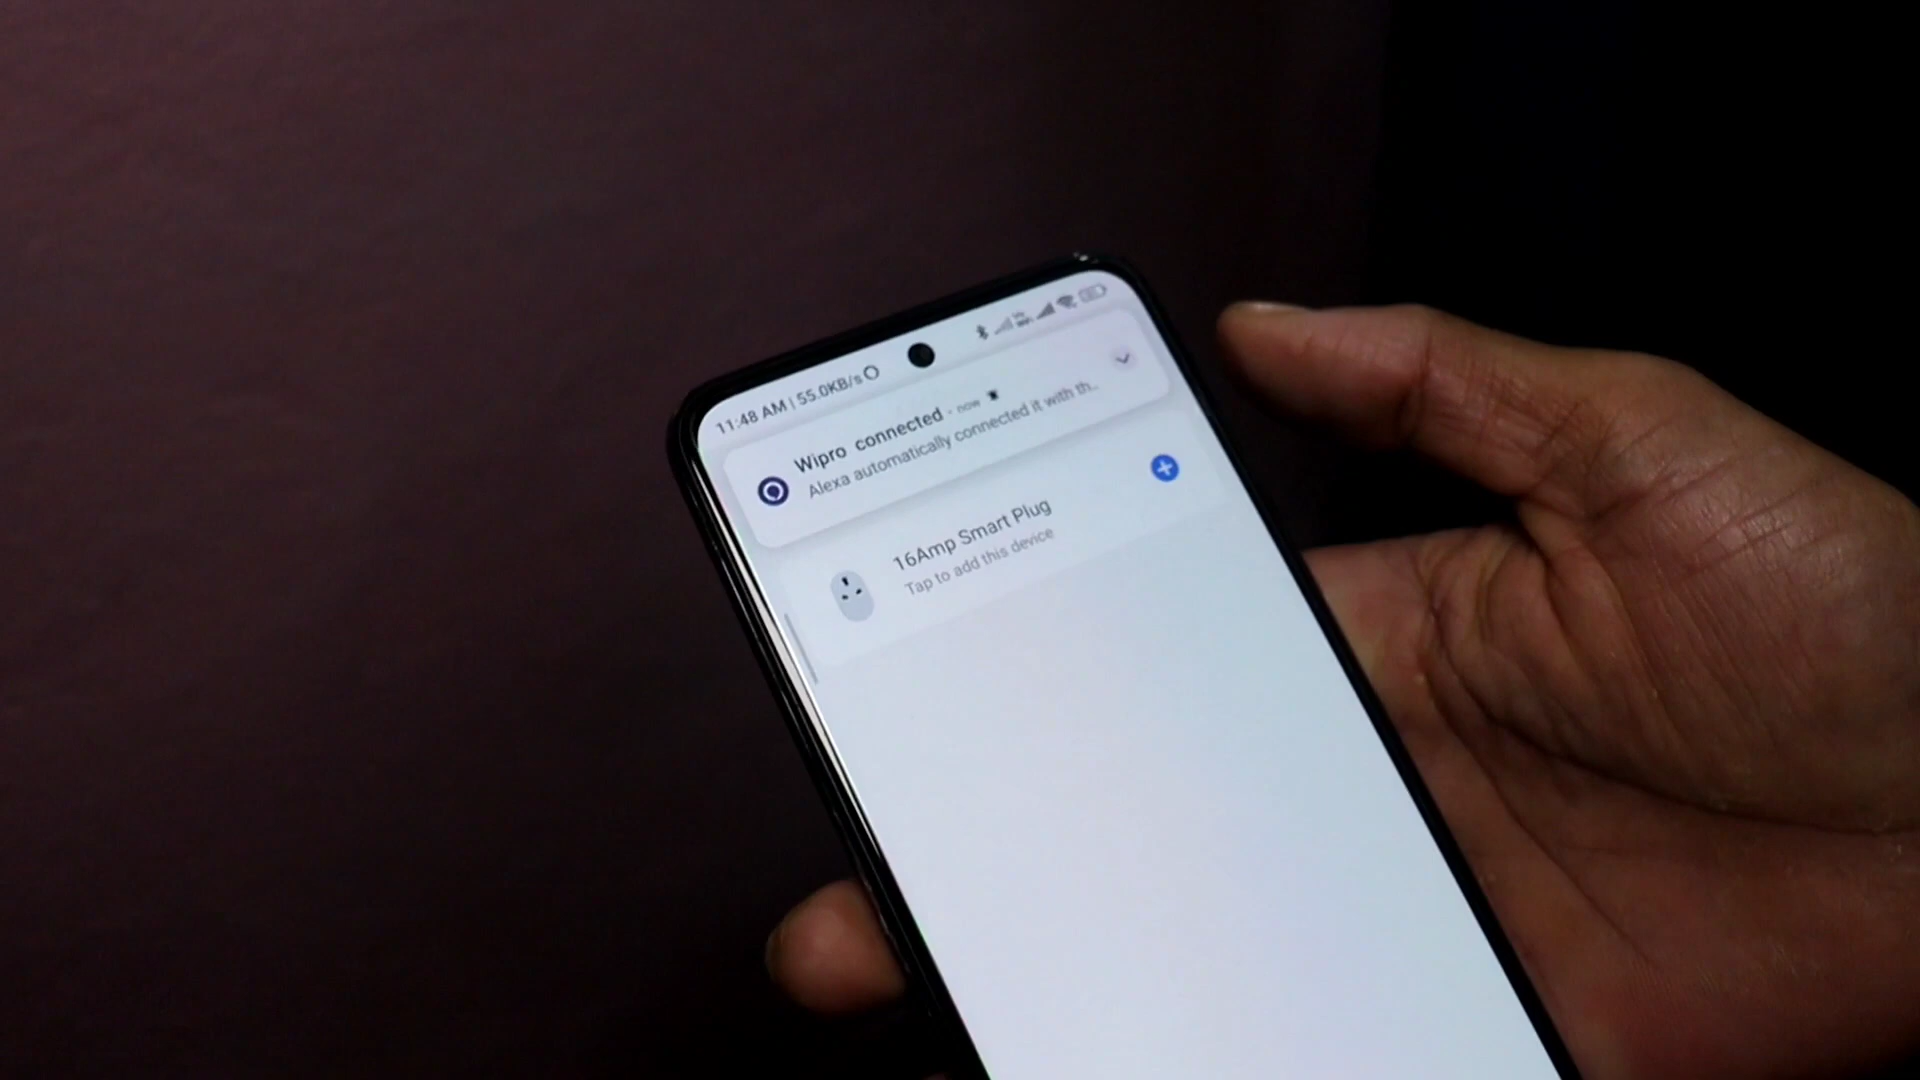 11:48 AM | 55.0KB/s
Wipro connected · now
Alexa automatically connected it with th..
16Amp Smart Plug
Tap to add this device